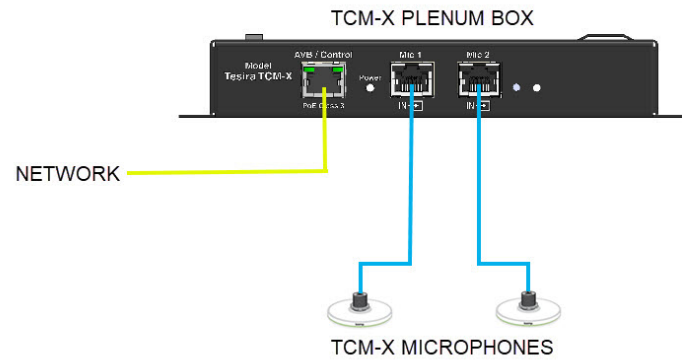 TCM-X PLENUM BOX
AVB / Control
Mic 1
Mic 2
Model
Tesira TCM-X
Power
PoE Class 3
IN
IN
NETWORK
TCM-X MICROPHONES